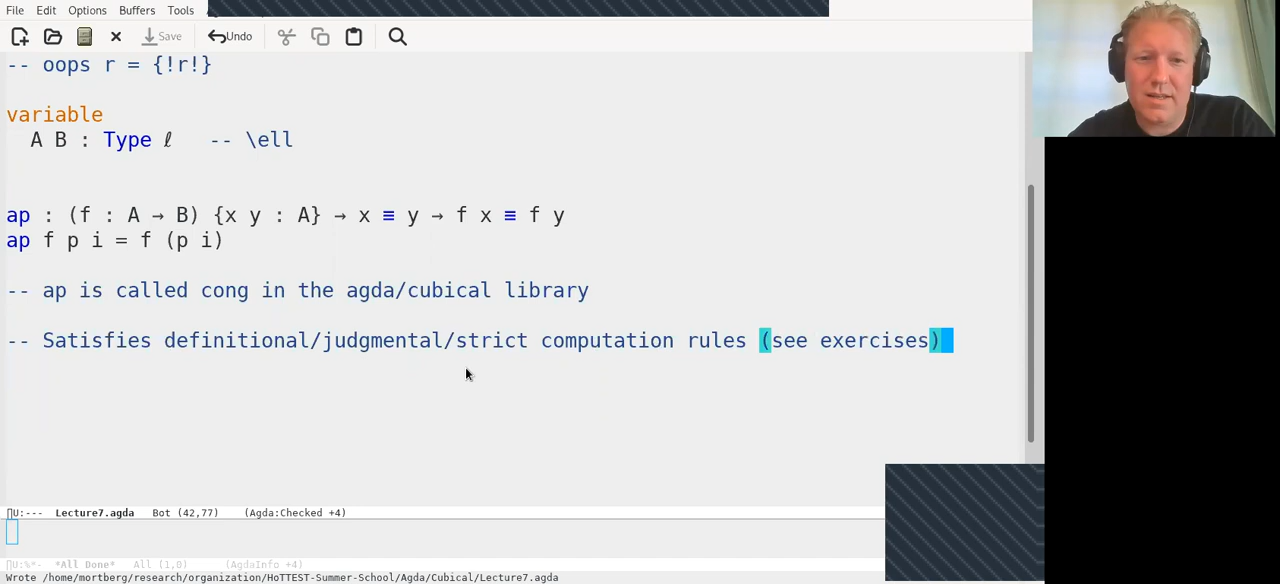 File Edit Options Buffers Tools
Save Undo
-- oops r = {!r!}
variable
A B : Type ℓ -- \ell
ap : (f : A → B) {x y : A} → x ≡ y → f x ≡ f y
ap f p i = f (p i)
-- ap is called cong in the agda/cubical library
-- Satisfies definitional/judgmental/strict computation rules (see exercises)
U:--- Lecture7.agda Bot (42,77) (Agda:Checked +4)
U:%*- *All Done* All (1,0) (AgdaInfo +4)
Wrote /home/mortberg/research/organization/HoTTEST-Summer-School/Agda/Cubical/Lecture7.agda